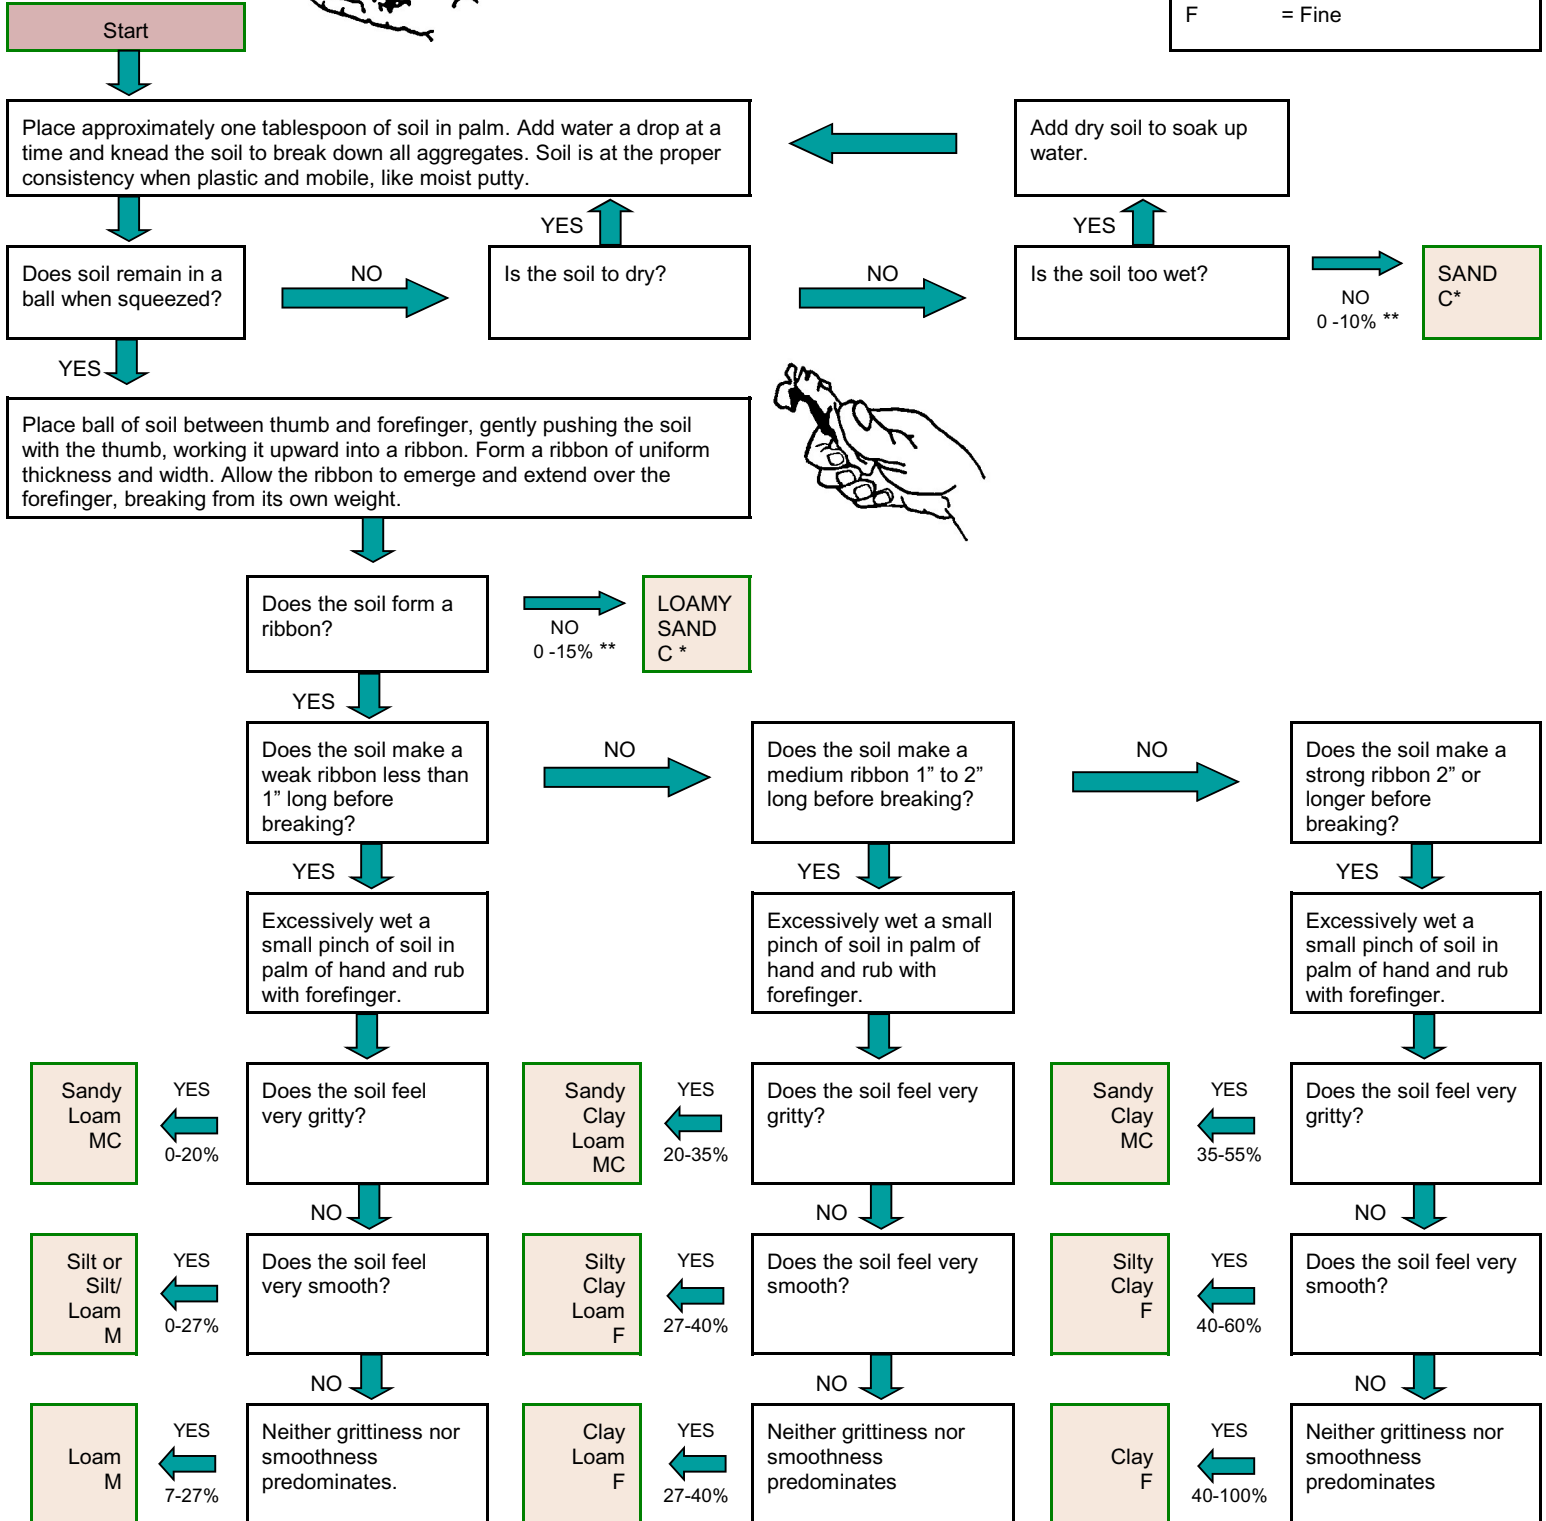 Start
F = Fine
Place approximately one tablespoon of soil in palm. Add water a drop at a
time and knead the soil to break down all aggregates. Soil is at the proper
consistency when plastic and mobile, like moist putty.
Add dry soil to soak up
water.
YES
YES
Does soil remain in a
ball when squeezed?
NO
Is the soil to dry?
NO
Is the soil too wet?
NO
0 -10% **
SAND
C*
YES
Place ball of soil between thumb and forefinger, gently pushing the soil
with the thumb, working it upward into a ribbon. Form a ribbon of uniform
thickness and width. Allow the ribbon to emerge and extend over the
forefinger, breaking from its own weight.
Does the soil form a
ribbon?
NO
0 -15% **
LOAMY
SAND
C *
YES
Does the soil make a
weak ribbon less than
1” long before
breaking?
NO
Does the soil make a
medium ribbon 1” to 2”
long before breaking?
NO
Does the soil make a
strong ribbon 2” or
longer before
breaking?
YES
YES
YES
Excessively wet a
small pinch of soil in
palm of hand and rub
with forefinger.
Excessively wet a small
pinch of soil in palm of
hand and rub with
forefinger.
Excessively wet a
small pinch of soil in
palm of hand and rub
with forefinger.
Sandy
Loam
MC
YES
0-20%
Does the soil feel
very gritty?
Sandy
Clay
Loam
MC
YES
20-35%
Does the soil feel very
gritty?
Sandy
Clay
MC
YES
35-55%
Does the soil feel very
gritty?
NO
NO
NO
Silt or
Silt/
Loam
M
YES
0-27%
Does the soil feel
very smooth?
Silty
Clay
Loam
F
YES
27-40%
Does the soil feel very
smooth?
Silty
Clay
F
YES
40-60%
Does the soil feel very
smooth?
NO
NO
NO
Loam
M
YES
7-27%
Neither grittiness nor
smoothness
predominates.
Clay
Loam
F
YES
27-40%
Neither grittiness nor
smoothness
predominates
Clay
F
YES
40-100%
Neither grittiness nor
smoothness
predominates